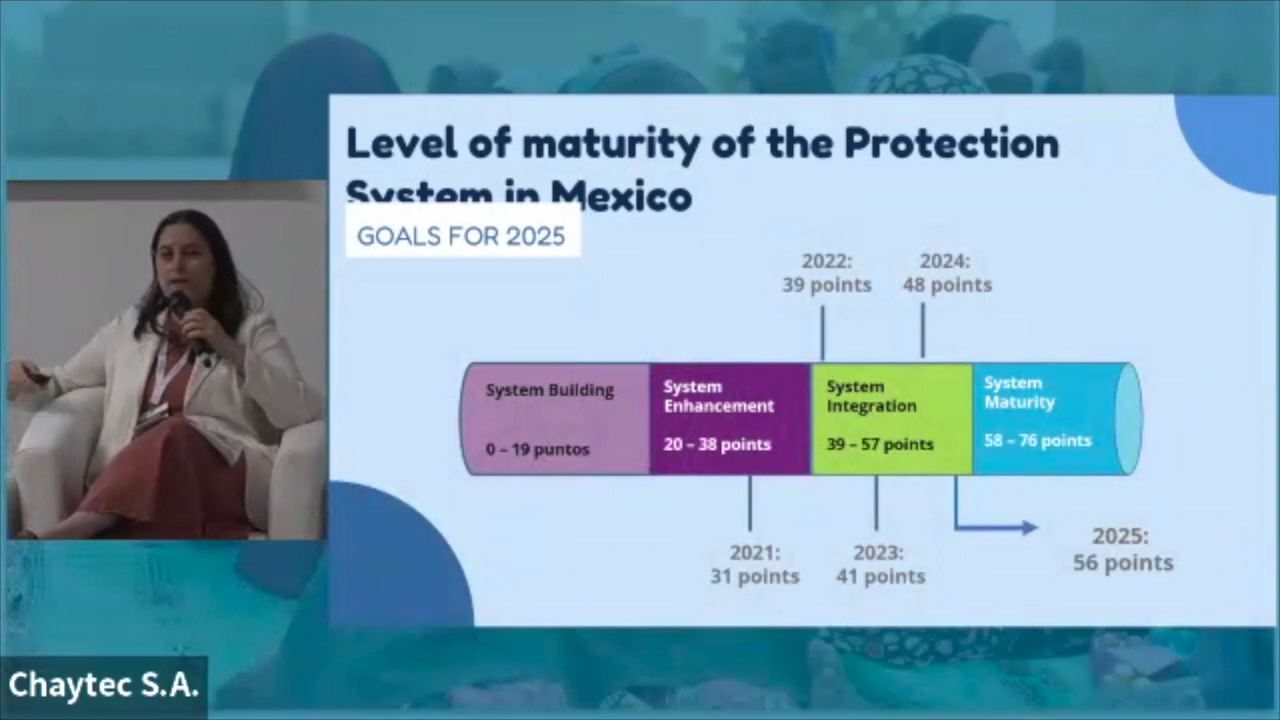 Level of maturity of the Protection
System in Mexico
GOALS FOR 2025
2022:
39 points
2024:
48 points
System Building
0 – 19 puntos
System
Enhancement
20 – 38 points
System
Integration
39 – 57 points
System
Maturity
58 – 76 points
2021:
31 points
2023:
41 points
2025:
56 points
Chaytec S.A.